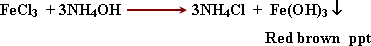 FeCl₃ + 3NH4OH ⟶ 3NH₄Cl + Fe(OH)₃↓
Red brown ppt